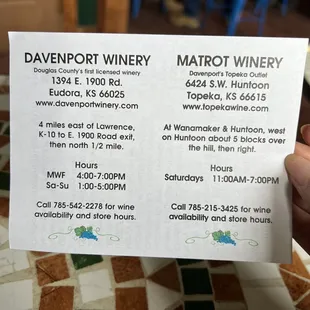 DAVENPORT WINERY
Douglas County's first licensed winery
1394 E. 1900 Rd.
Eudora, KS 66025
www.davenportwinery.com
4 miles east of Lawrence,
K-10 to E. 1900 Road exit,
then north 1/2 mile.
Hours
MWF 4:00-7:00PM
Sa-Su 1:00-5:00PM
Call 785-542-2278 for wine
availability and store hours.
MATROT WINERY
Davenport's Topeka Outlet
6424 S.W. Huntoon
Topeka, KS 66615
www.topekawine.com
At Wanamaker & Huntoon, west
on Huntoon about 5 blocks over
the hill, then right.
Hours
Saturdays 11:00AM-7:00PM
Call 785-215-3425 for wine
availability and store hours.